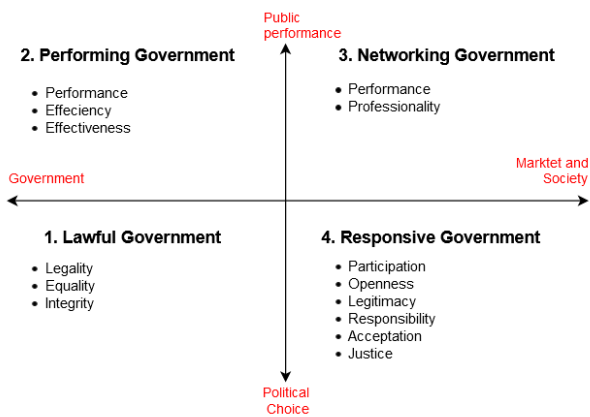 Public
performance
2. Performing Government
Performance
Effeciency
Effectiveness
3. Networking Government
Performance
Professionality
Government
Marktet and
Society
1. Lawful Government
Legality
Equality
Integrity
4. Responsive Government
Participation
Openness
Legitimacy
Responsibility
Acceptation
Justice
Political
Choice